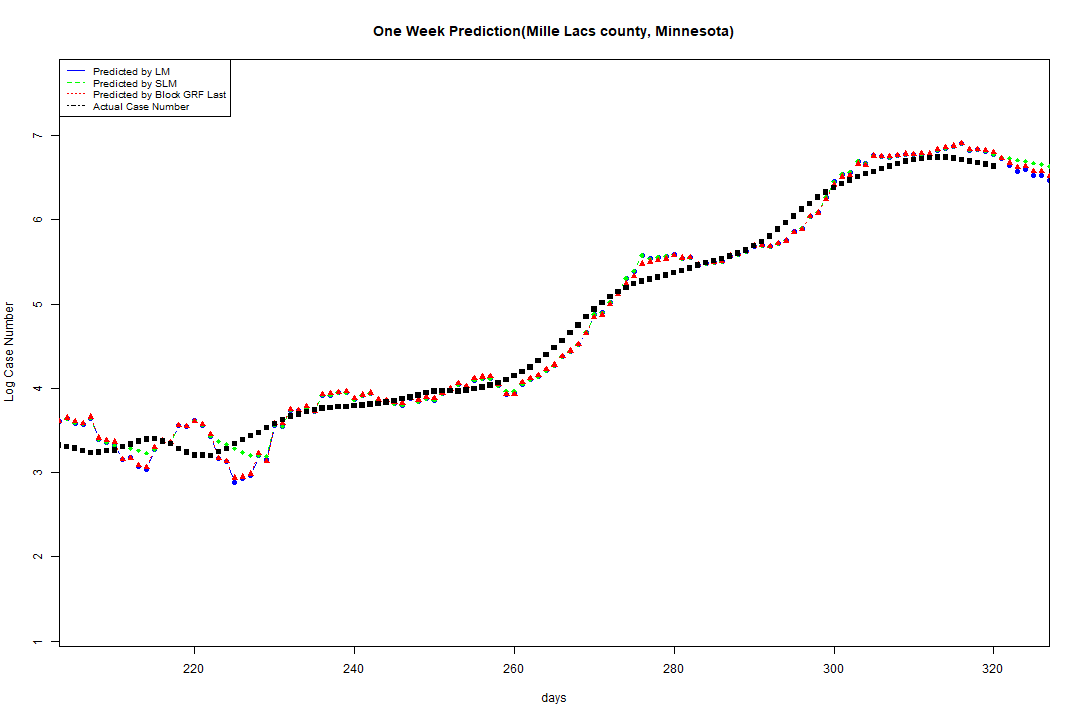 One Week Prediction(Mille Lacs county, Minnesota)
Predicted by LM
Predicted by SLM
Predicted by Block GRF Last
Actual Case Number
7
6
5
4
3
2
1
Log Case Number
220 240 260 280 300 320
days